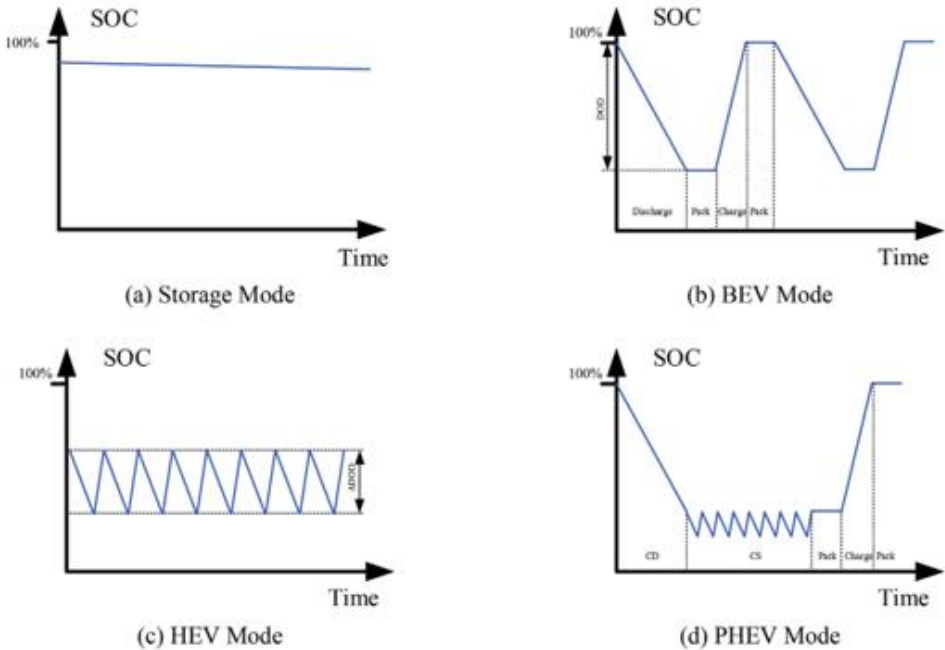 SOC
100%
Time
(a) Storage Mode
SOC
100%
DOD
Discharge Park Charge Park
Time
(b) BEV Mode
SOC
100%
ΔDOD
Time
(c) HEV Mode
SOC
100%
CD CS Park Charge Park
Time
(d) PHEV Mode